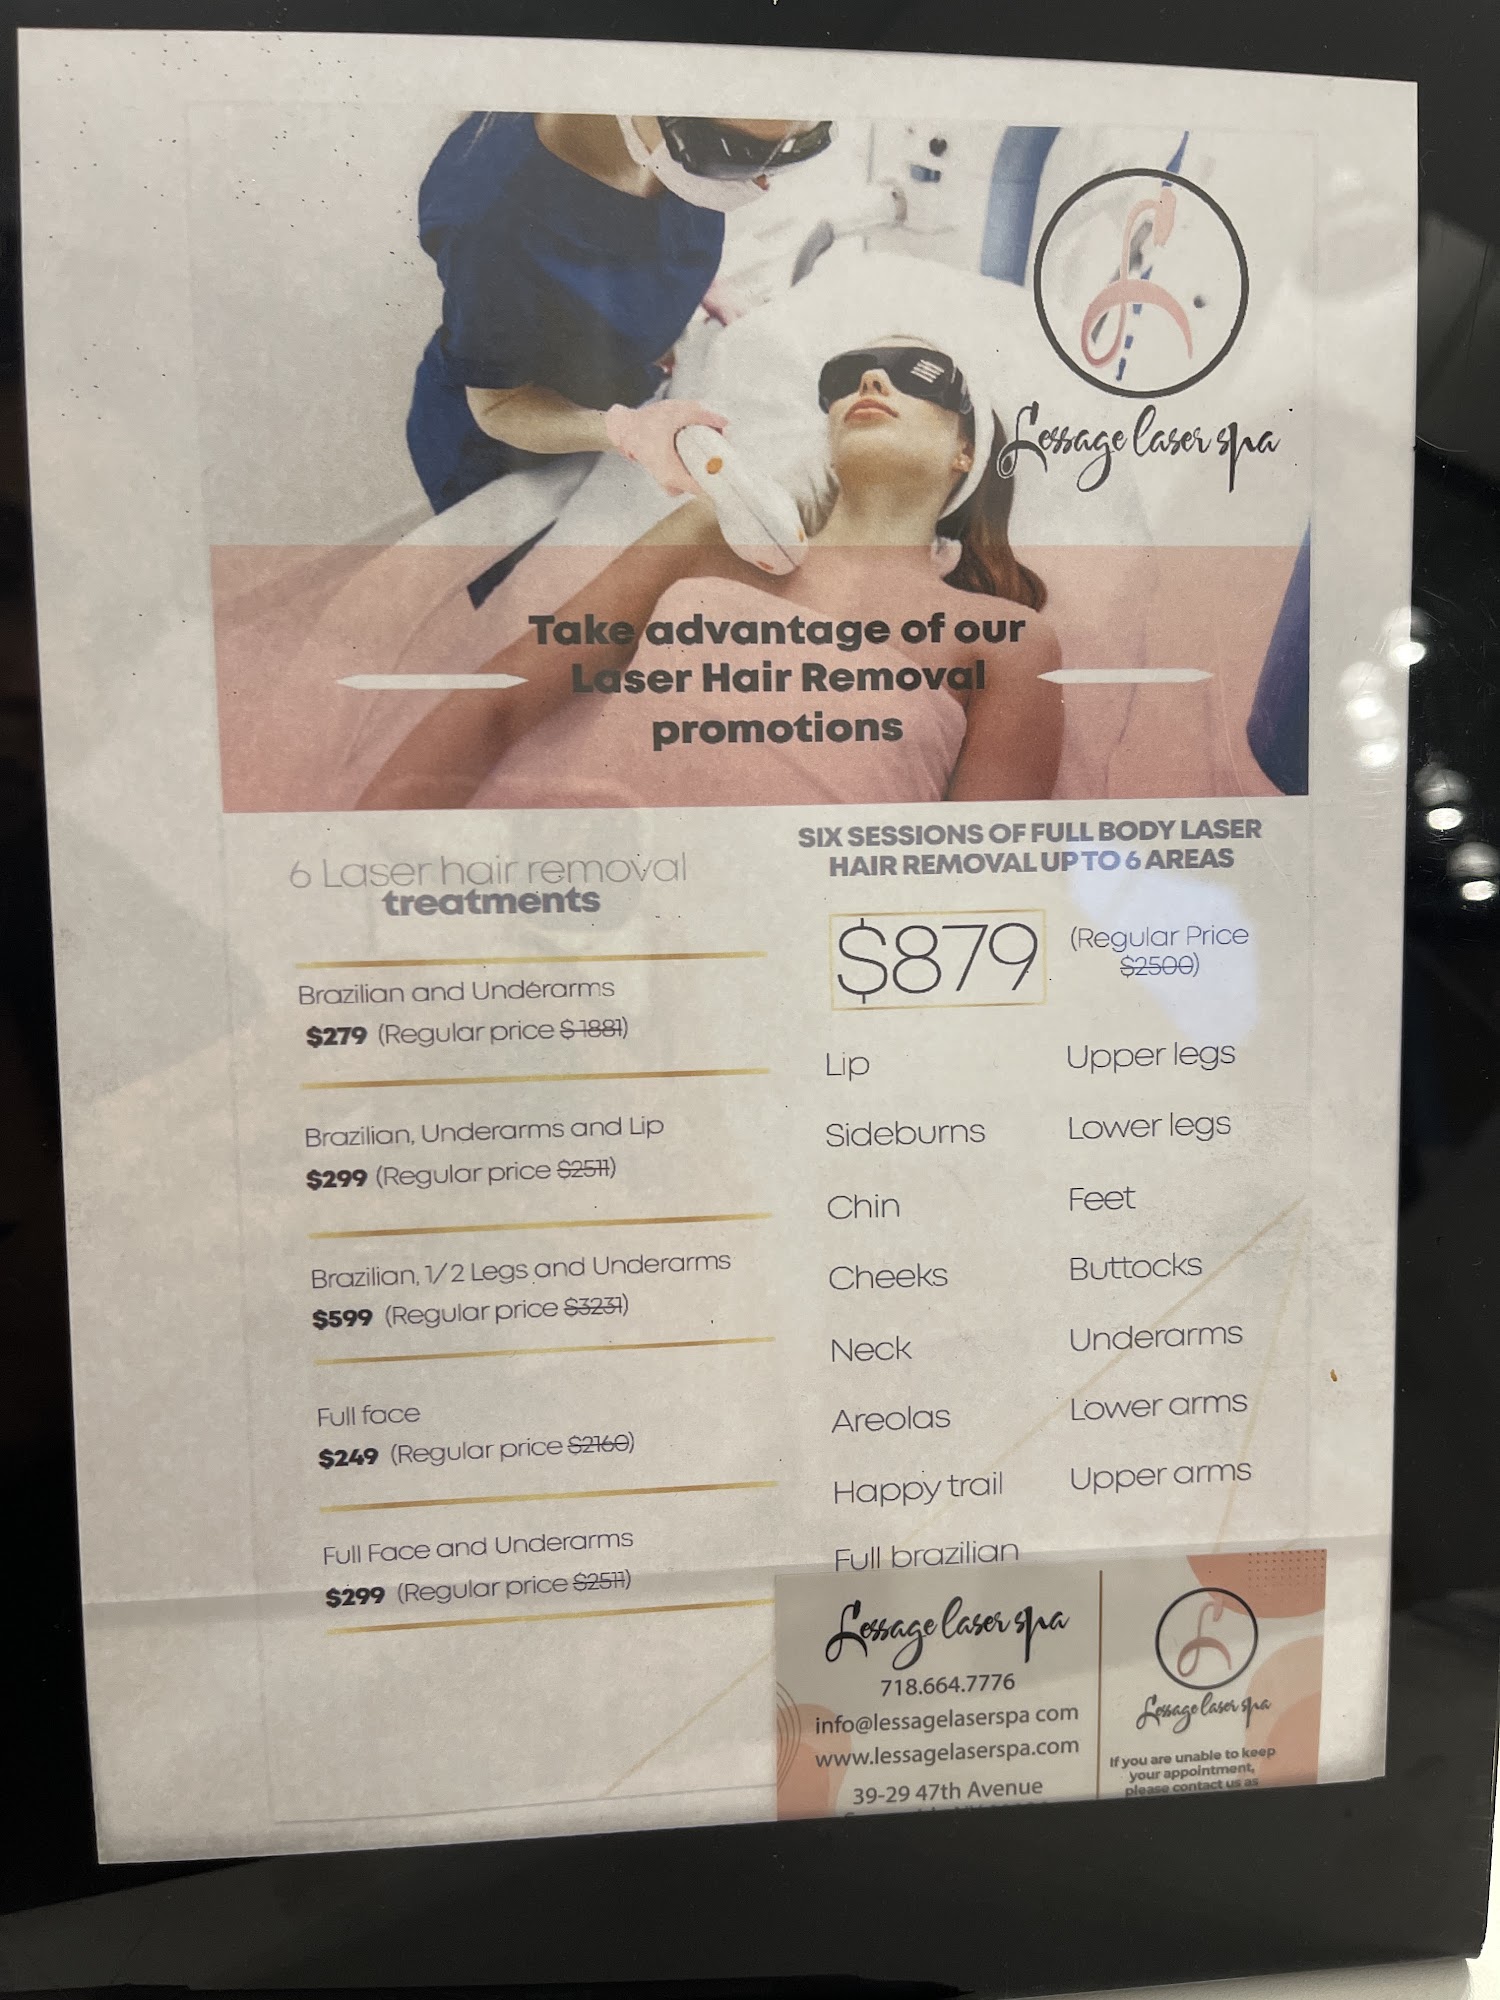 Lessage laser spa
Take advantage of our
Laser Hair Removal
promotions
6 Laser hair removal
treatments
Brazilian and Underarms
$279 (Regular price $1881)
Brazilian, Underarms and Lip
$299 (Regular price $2511)
Brazilian, 1/2 Legs and Underarms
$599 (Regular price $3231)
Full face
$249 (Regular price $2160)
Full Face and Underarms
$299 (Regular price $2511)
SIX SESSIONS OF FULL BODY LASER
HAIR REMOVAL UP TO 6 AREAS
$879
(Regular Price
$2500)
Lip
Sideburns
Chin
Cheeks
Neck
Areolas
Happy trail
Full brazilian
Upper legs
Lower legs
Feet
Buttocks
Underarms
Lower arms
Upper arms
Lessage laser spa
718.664.7776
info@lessagelaserspa com
www.lessagelaserspa.com
39-29 47th Avenue
Lessage laser spa
If you are unable to keep
your appointment,
please contact us as